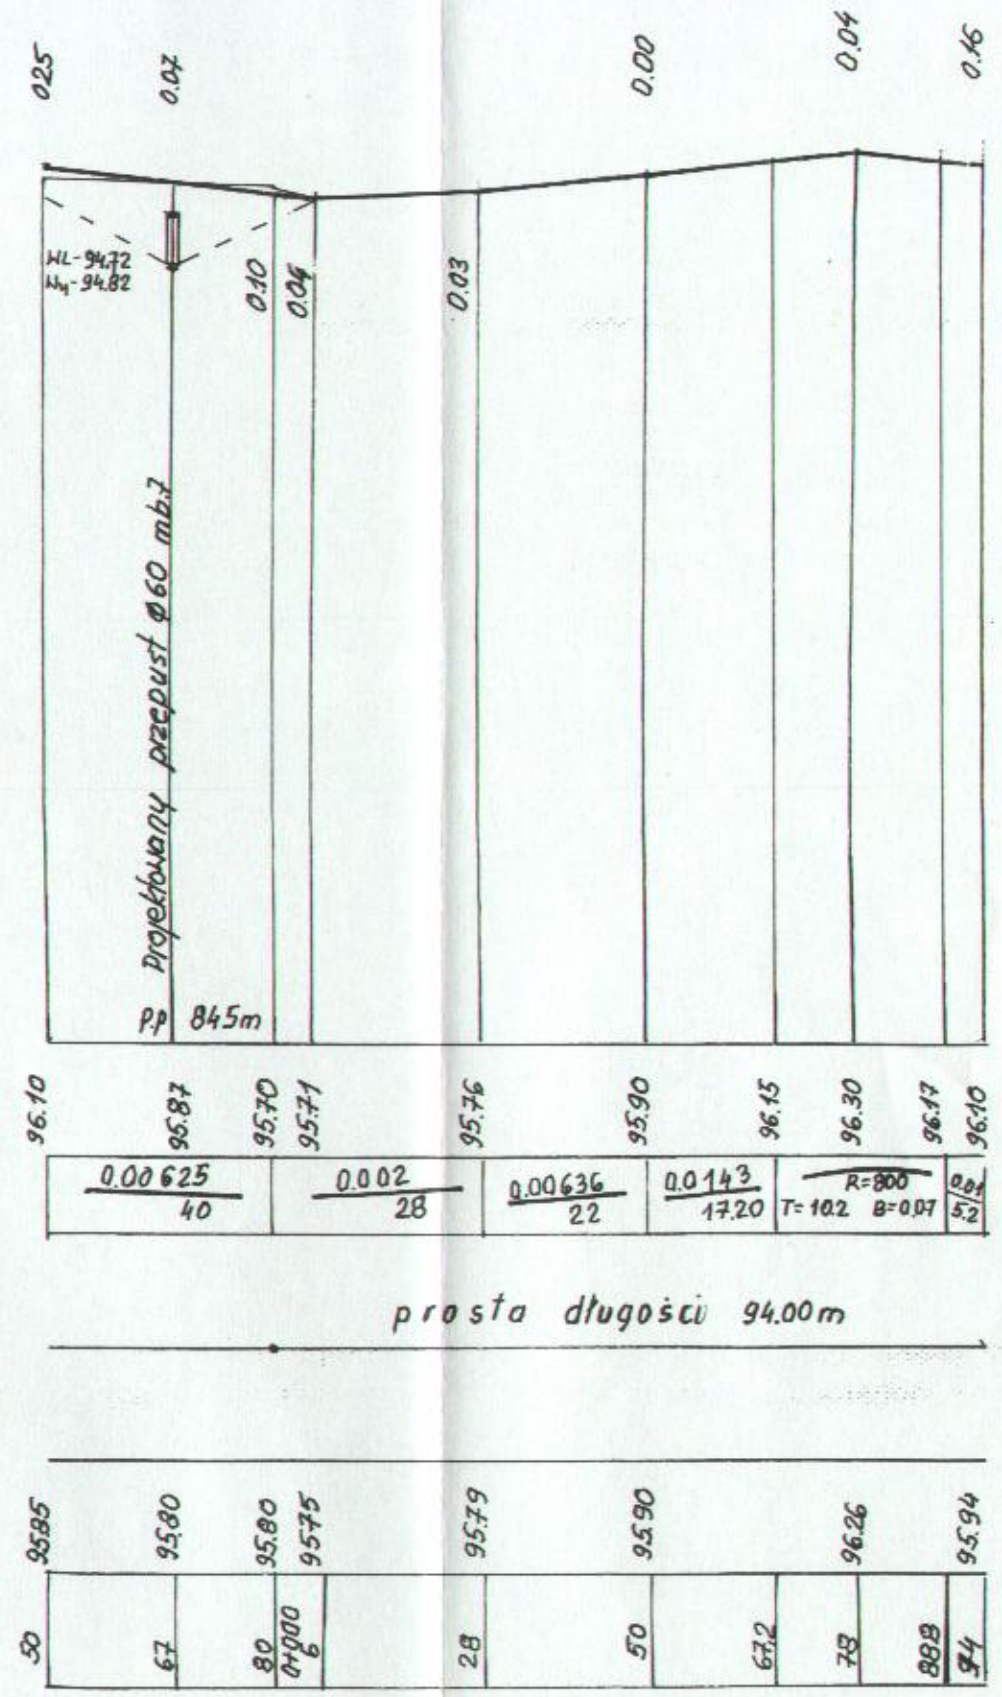 025 0.07 0.00 0.04 0.16
WL-94.72
Wy-94.82
0.10 0.04 0.03
Projektowany przepust ϕ60 mb.7
p.p 84.5m
96.10 95.87 95.70 95.71 95.76 95.90 96.15 96.30 96.17 96.10
0.00625 0.002 0.00636 0.0143 R=800 0.01
40 28 22 17.20 T=10.2 B=0,07 5.2
prosta długości 94.00m
95.85 95.80 95.80 95.75 95.79 95.90 96.26 95.94
50 67 80 0+000 6 28 50 67.2 78 88.8 94